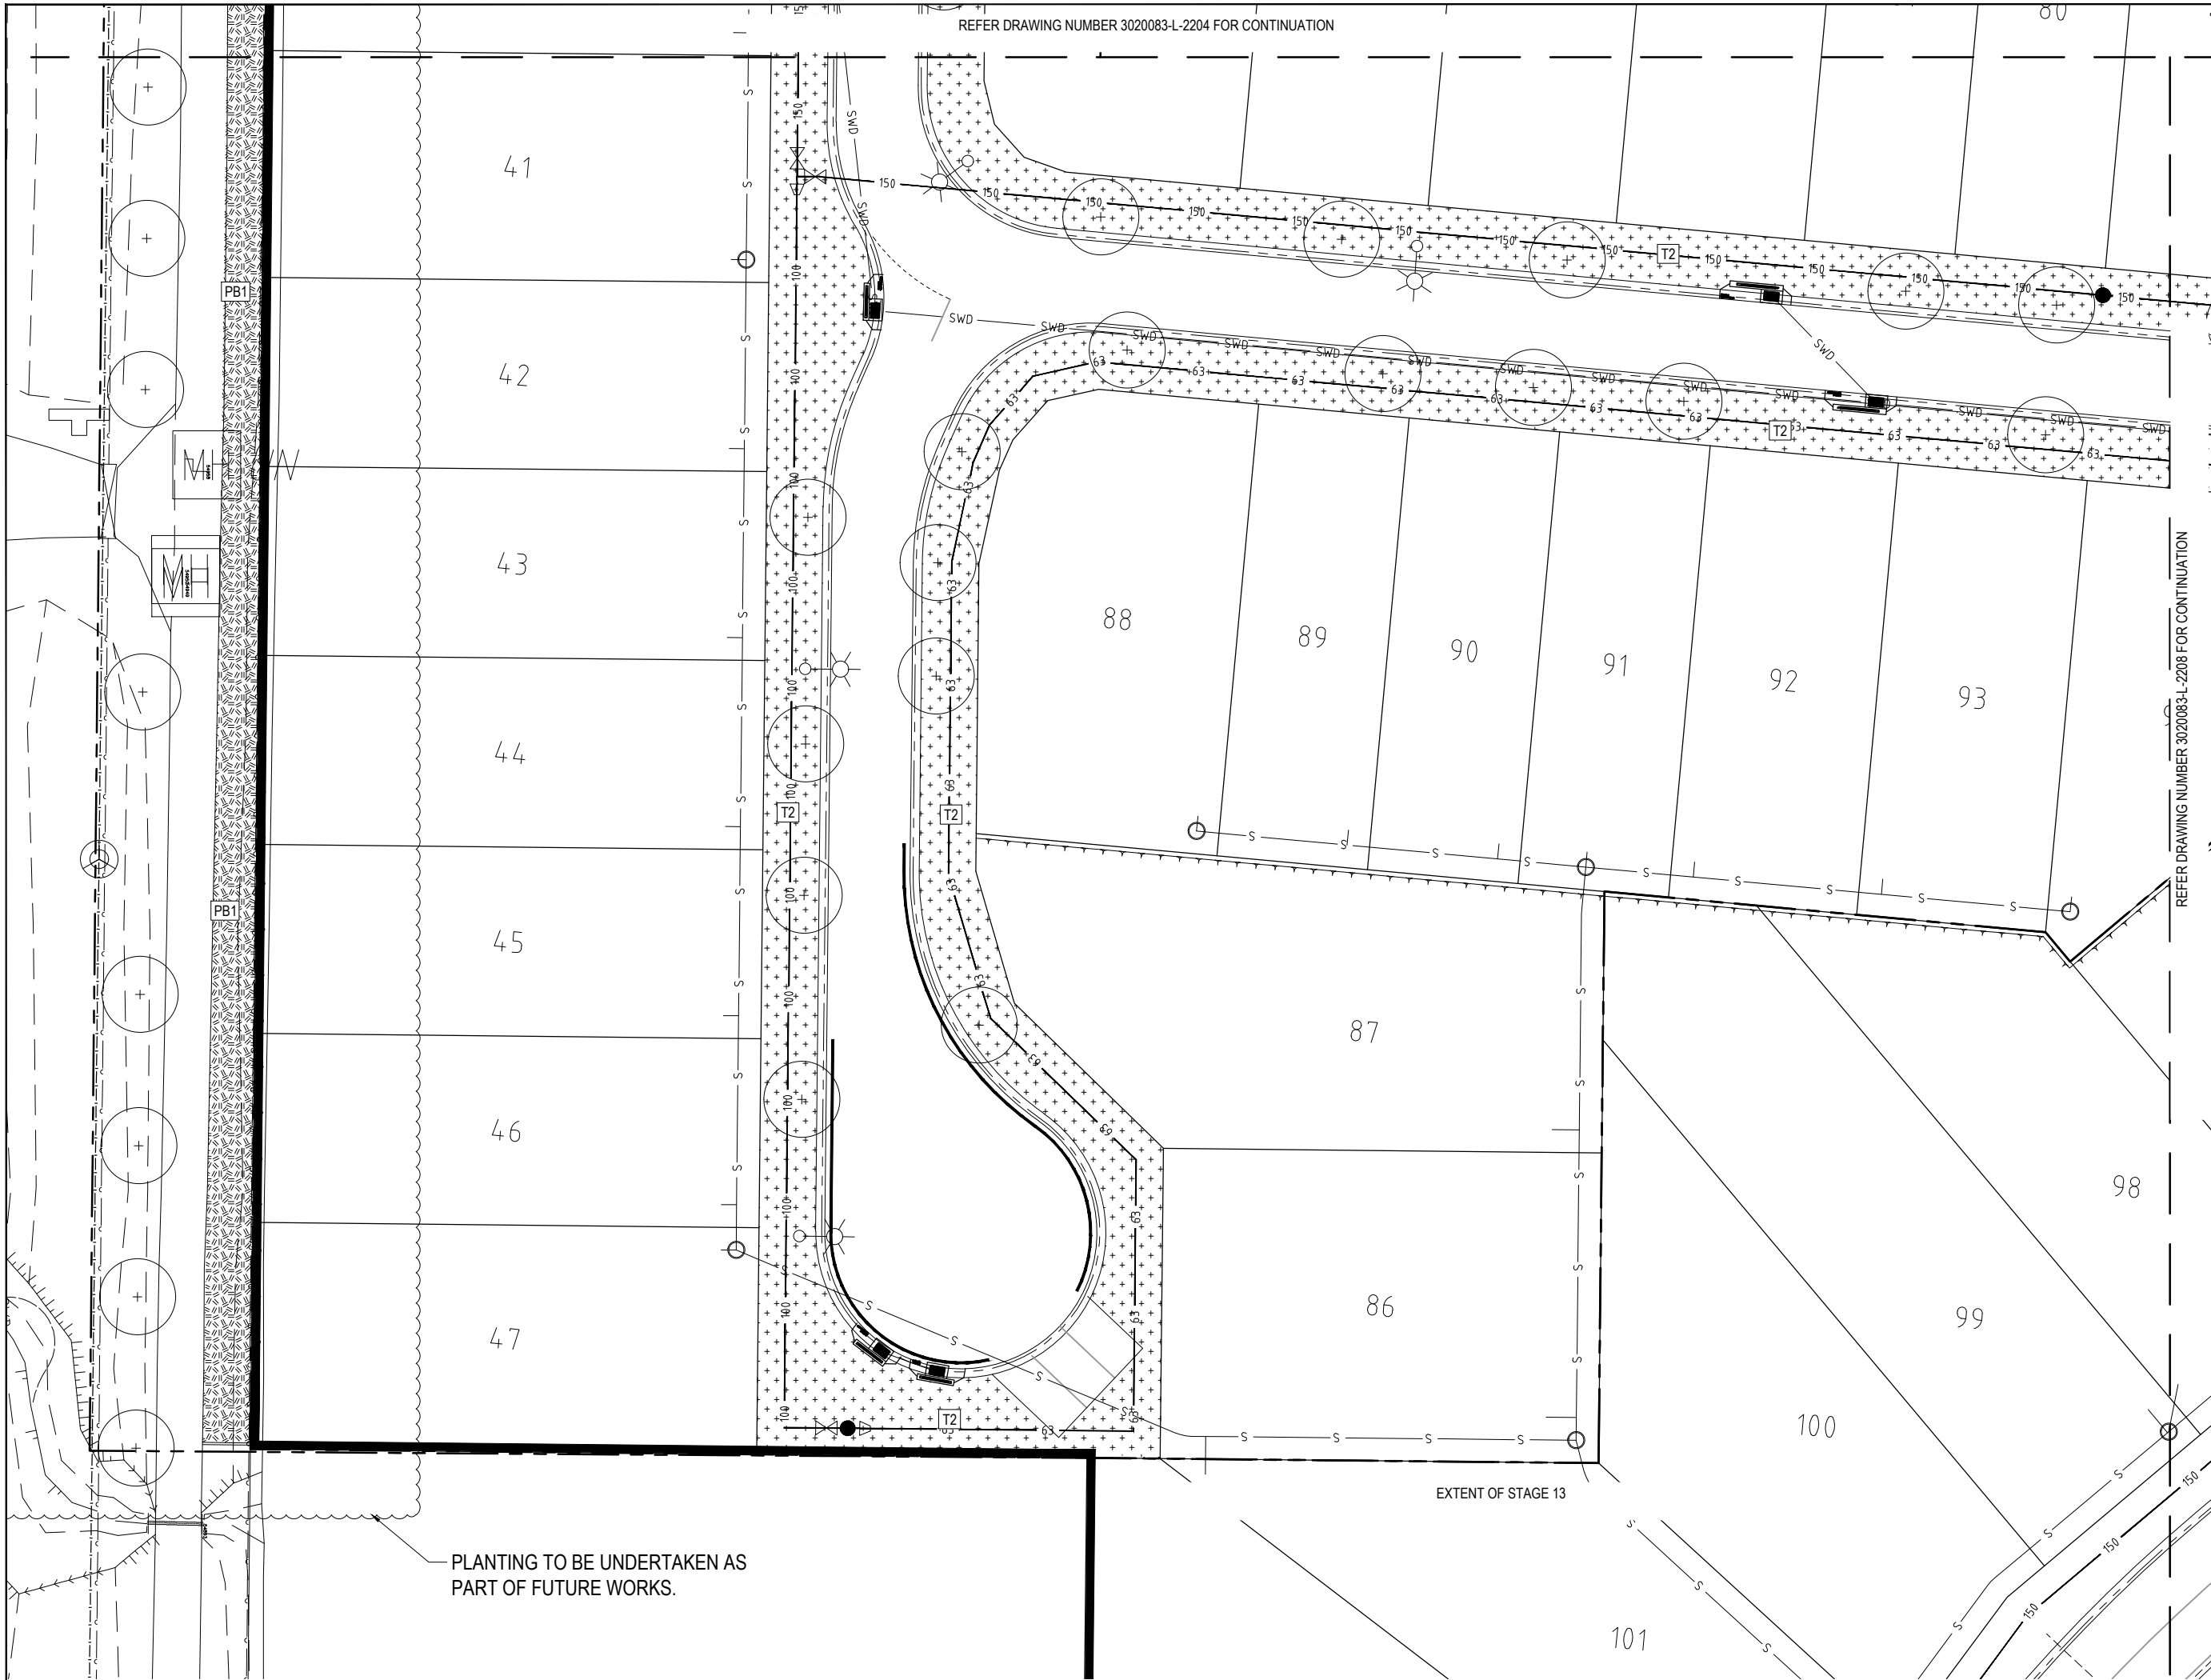 REFER DRAWING NUMBER 3020083-L-2204 FOR CONTINUATION
80
41
PB1
T2
42
T2
43
88
89
90
91
92
93
REFER DRAWING NUMBER 3020083-L-2208 FOR CONTINUATION
44
T2
T2
PB1
45
87
46
98
86
99
47
T2
100
EXTENT OF STAGE 13
PLANTING TO BE UNDERTAKEN AS
PART OF FUTURE WORKS.
101
150
100
63
SWD
S